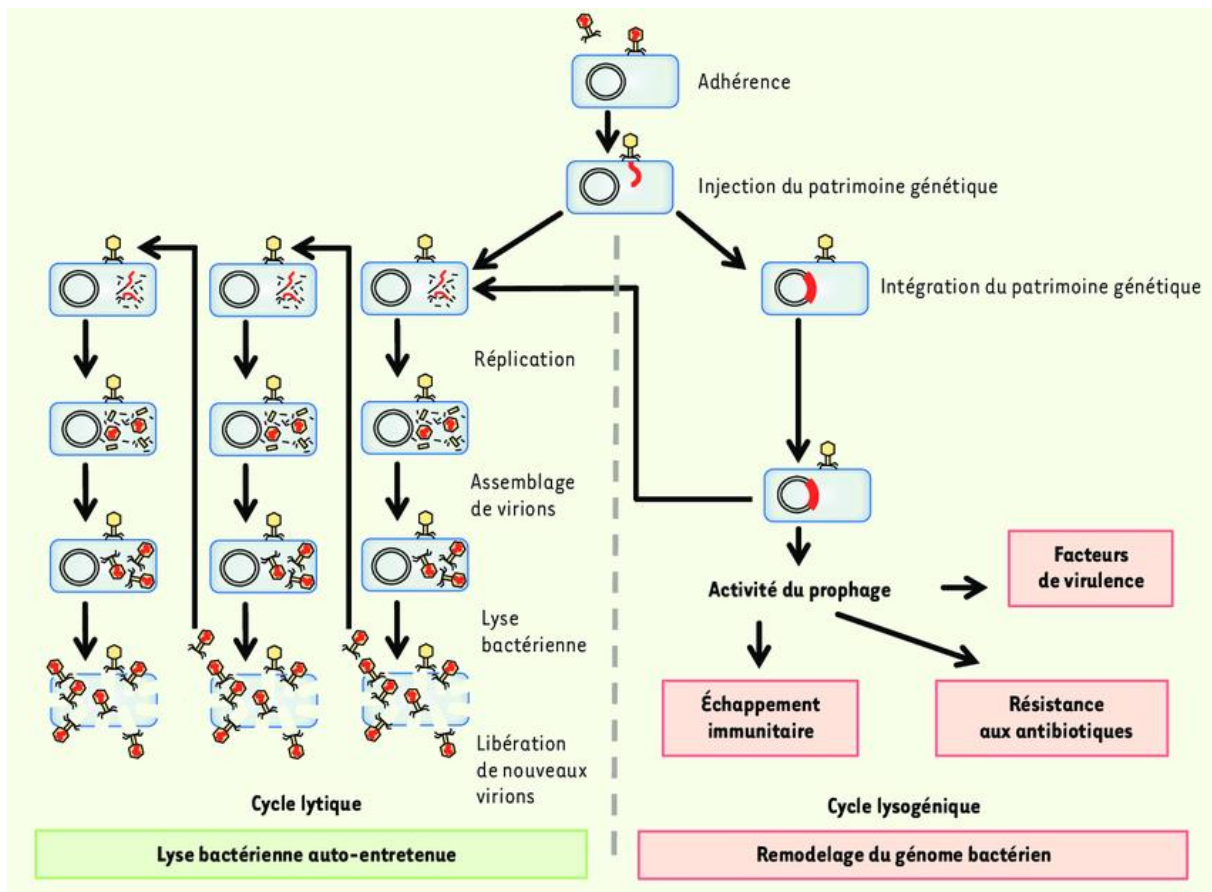 Adhérence
Injection du patrimoine génétique
Intégration du patrimoine génétique
Réplication
Assemblage
de virions
Lyse
bactérienne
Libération
de nouveaux
virions
Activité du prophage
Facteurs
de virulence
Échappement
immunitaire
Résistance
aux antibiotiques
Cycle lytique
Cycle lysogénique
Lyse bactérienne auto-entretenue
Remodelage du génome bactérien